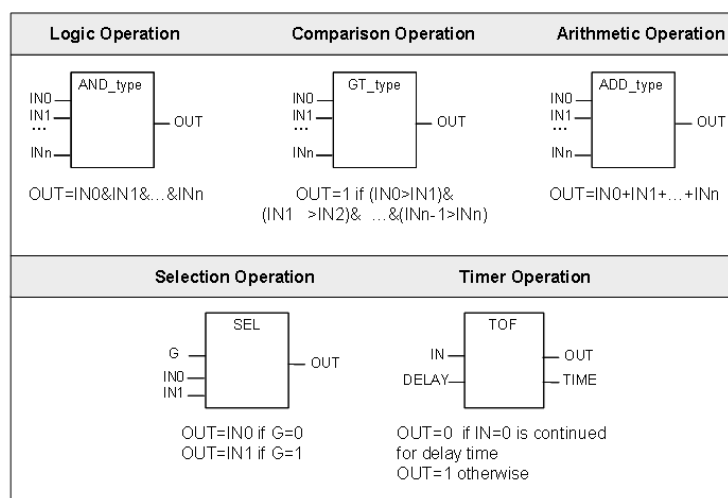 Logic Operation
Comparison Operation
Arithmetic Operation
AND_type
IN0
IN1
...
INn
OUT
OUT=IN0&IN1&...&INn
GT_type
IN0
IN1
...
INn
OUT
OUT=1 if (IN0>IN1)&
(IN1 >IN2)& ...&(INn-1>INn)
ADD_type
IN0
IN1
...
INn
OUT
OUT=IN0+IN1+...+INn
Selection Operation
Timer Operation
SEL
G
IN0
IN1
OUT
OUT=IN0 if G=0
OUT=IN1 if G=1
TOF
IN
DELAY
OUT
TIME
OUT=0 if IN=0 is continued
for delay time
OUT=1 otherwise